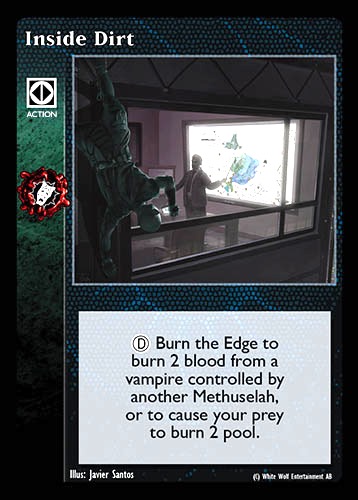 Inside Dirt
ACTION
Ⓓ Burn the Edge to
burn 2 blood from a
vampire controlled by
another Methuselah,
or to cause your prey
to burn 2 pool.
Illus: Javier Santos
(C) White Wolf Entertainment AB